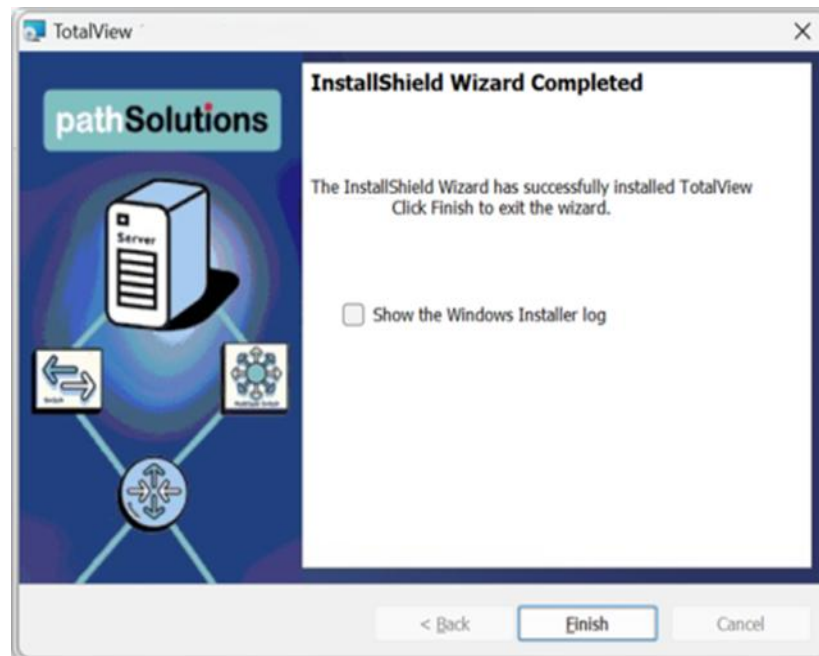 TotalView
InstallShield Wizard Completed
pathSolutions
The InstallShield Wizard has successfully installed TotalView
Click Finish to exit the wizard.
Server
Show the Windows Installer log
< Back
Finish
Cancel